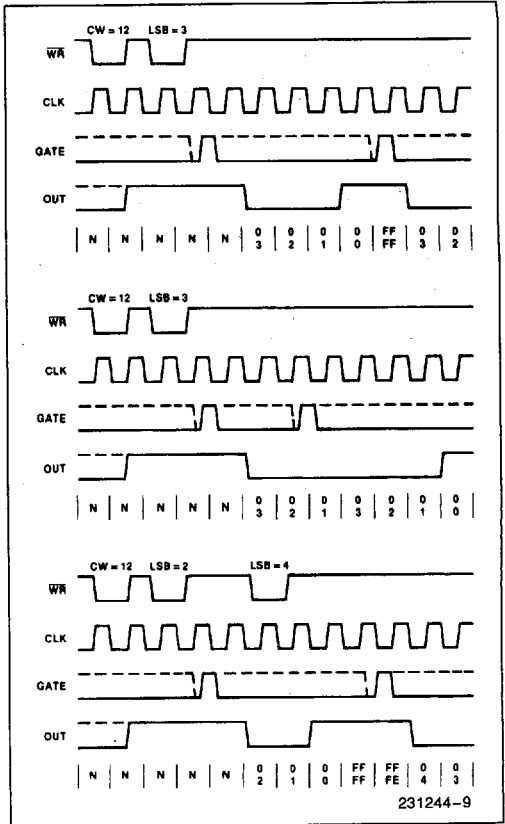 CW = 12 LSB = 3
WR
CLK
GATE
OUT
N N N N N 0 0 0 0 FF 0 0
3 2 1 0 FF 3 2
CW = 12 LSB = 3
WR
CLK
GATE
OUT
N N N N N 0 0 0 0 0 0 0
3 2 1 3 2 1 0
CW = 12 LSB = 2 LSB = 4
WR
CLK
GATE
OUT
N N N N N 0 0 0 FF FF 0 0
2 1 0 FF FE 4 3
231244-9